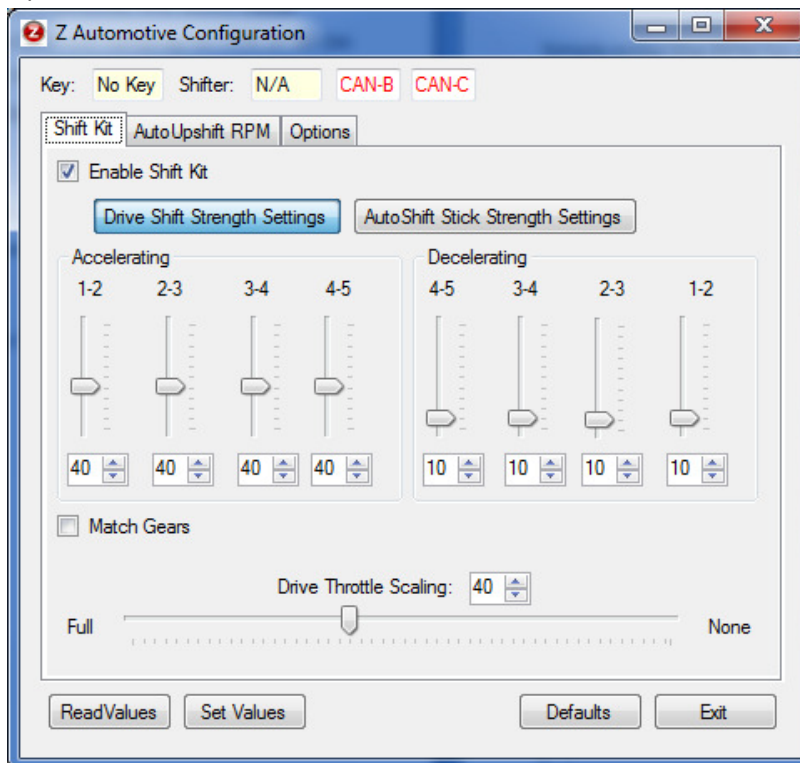 Z Automotive Configuration
Key: No Key Shifter: N/A CAN-B CAN-C
Shift Kit AutoUpshift RPM Options
Enable Shift Kit
Drive Shift Strength Settings AutoShift Stick Strength Settings
Accelerating Decelerating
1-2 2-3 3-4 4-5 4-5 3-4 2-3 1-2
40 40 40 40 10 10 10 10
Match Gears
Drive Throttle Scaling: 40
Full None
ReadValues Set Values Defaults Exit